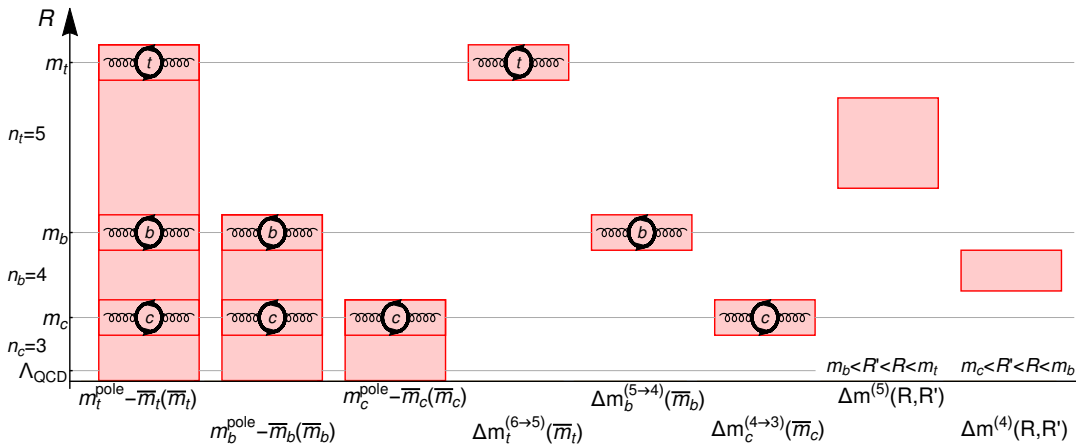 R
m_t t t
n_t=5
m_b b b b
n_b=4
m_c c c c c
n_c=3
Λ_QCD m_b<R'<R<m_t m_c<R'<R<m_b
m_t^pole−m̅_t(m̅_t) m_c^pole−m̅_c(m̅_c) Δm_b^(5→4)(m̅_b) Δm^(5)(R,R')
m_b^pole−m̅_b(m̅_b) Δm_t^(6→5)(m̅_t) Δm_c^(4→3)(m̅_c) Δm^(4)(R,R')